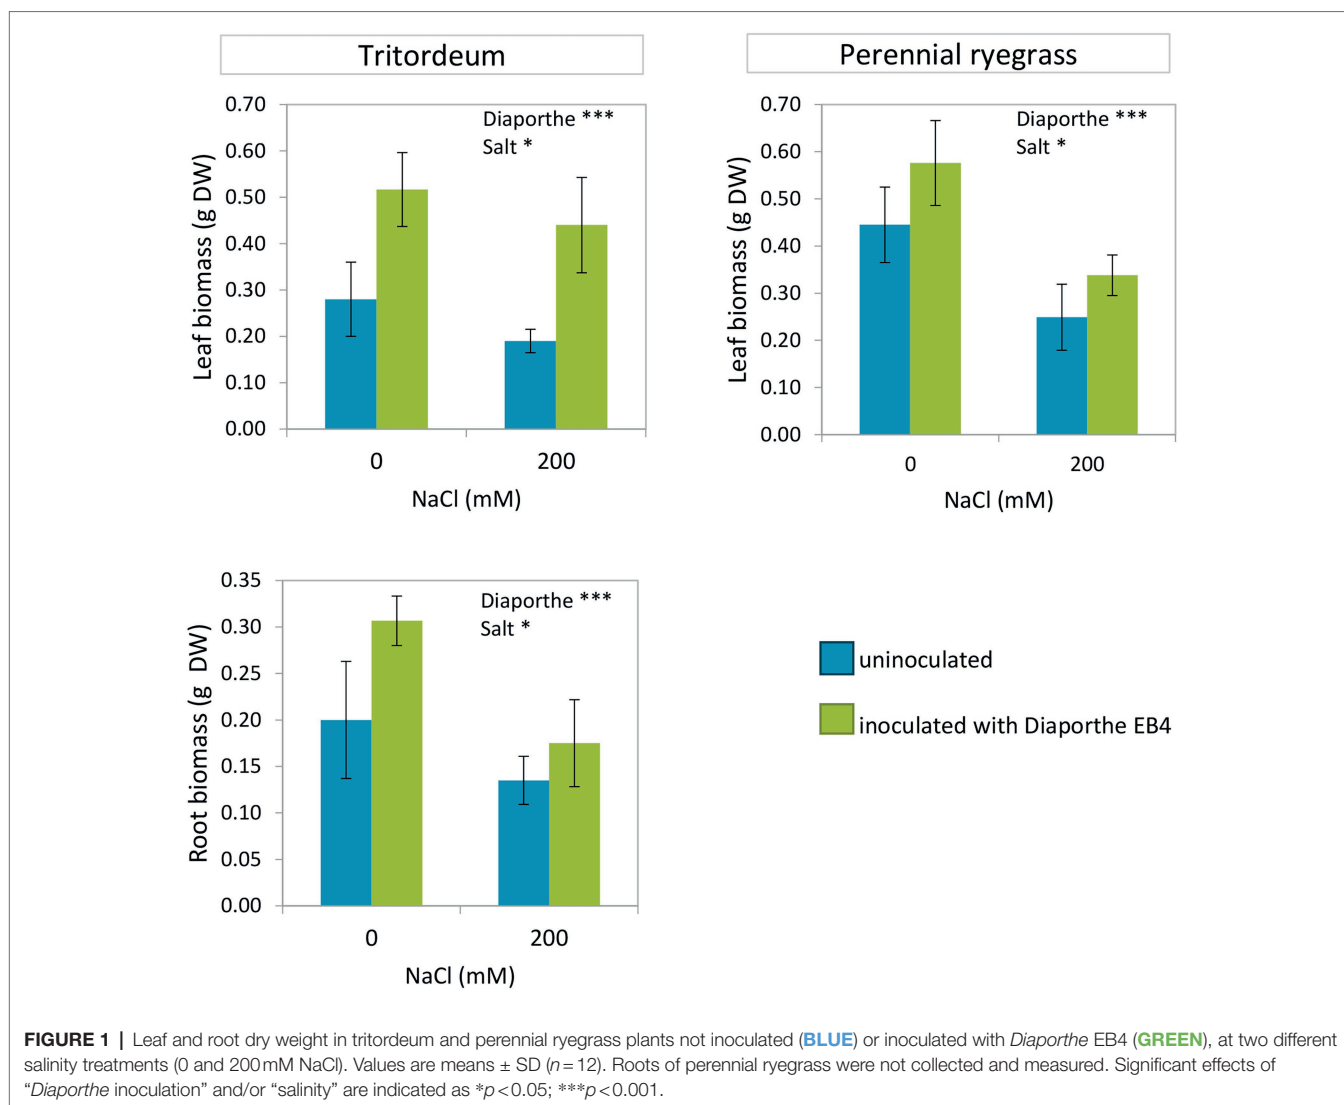 Tritordeum
Perennial ryegrass
0.70
0.60
0.50
0.40
0.30
0.20
0.10
0.00
Leaf biomass (g DW)
Diaporthe ***
Salt *
0
200
NaCl (mM)
0.70
0.60
0.50
0.40
0.30
0.20
0.10
0.00
Leaf biomass (g DW)
Diaporthe ***
Salt *
0
200
NaCl (mM)
0.35
0.30
0.25
0.20
0.15
0.10
0.05
0.00
Root biomass (g DW)
Diaporthe ***
Salt *
0
200
NaCl (mM)
uninoculated
inoculated with Diaporthe EB4
FIGURE 1 | Leaf and root dry weight in tritordeum and perennial ryegrass plants not inoculated (BLUE) or inoculated with Diaporthe EB4 (GREEN), at two different
salinity treatments (0 and 200 mM NaCl). Values are means ± SD (n = 12). Roots of perennial ryegrass were not collected and measured. Significant effects of
“Diaporthe inoculation” and/or “salinity” are indicated as *p < 0.05; ***p < 0.001.